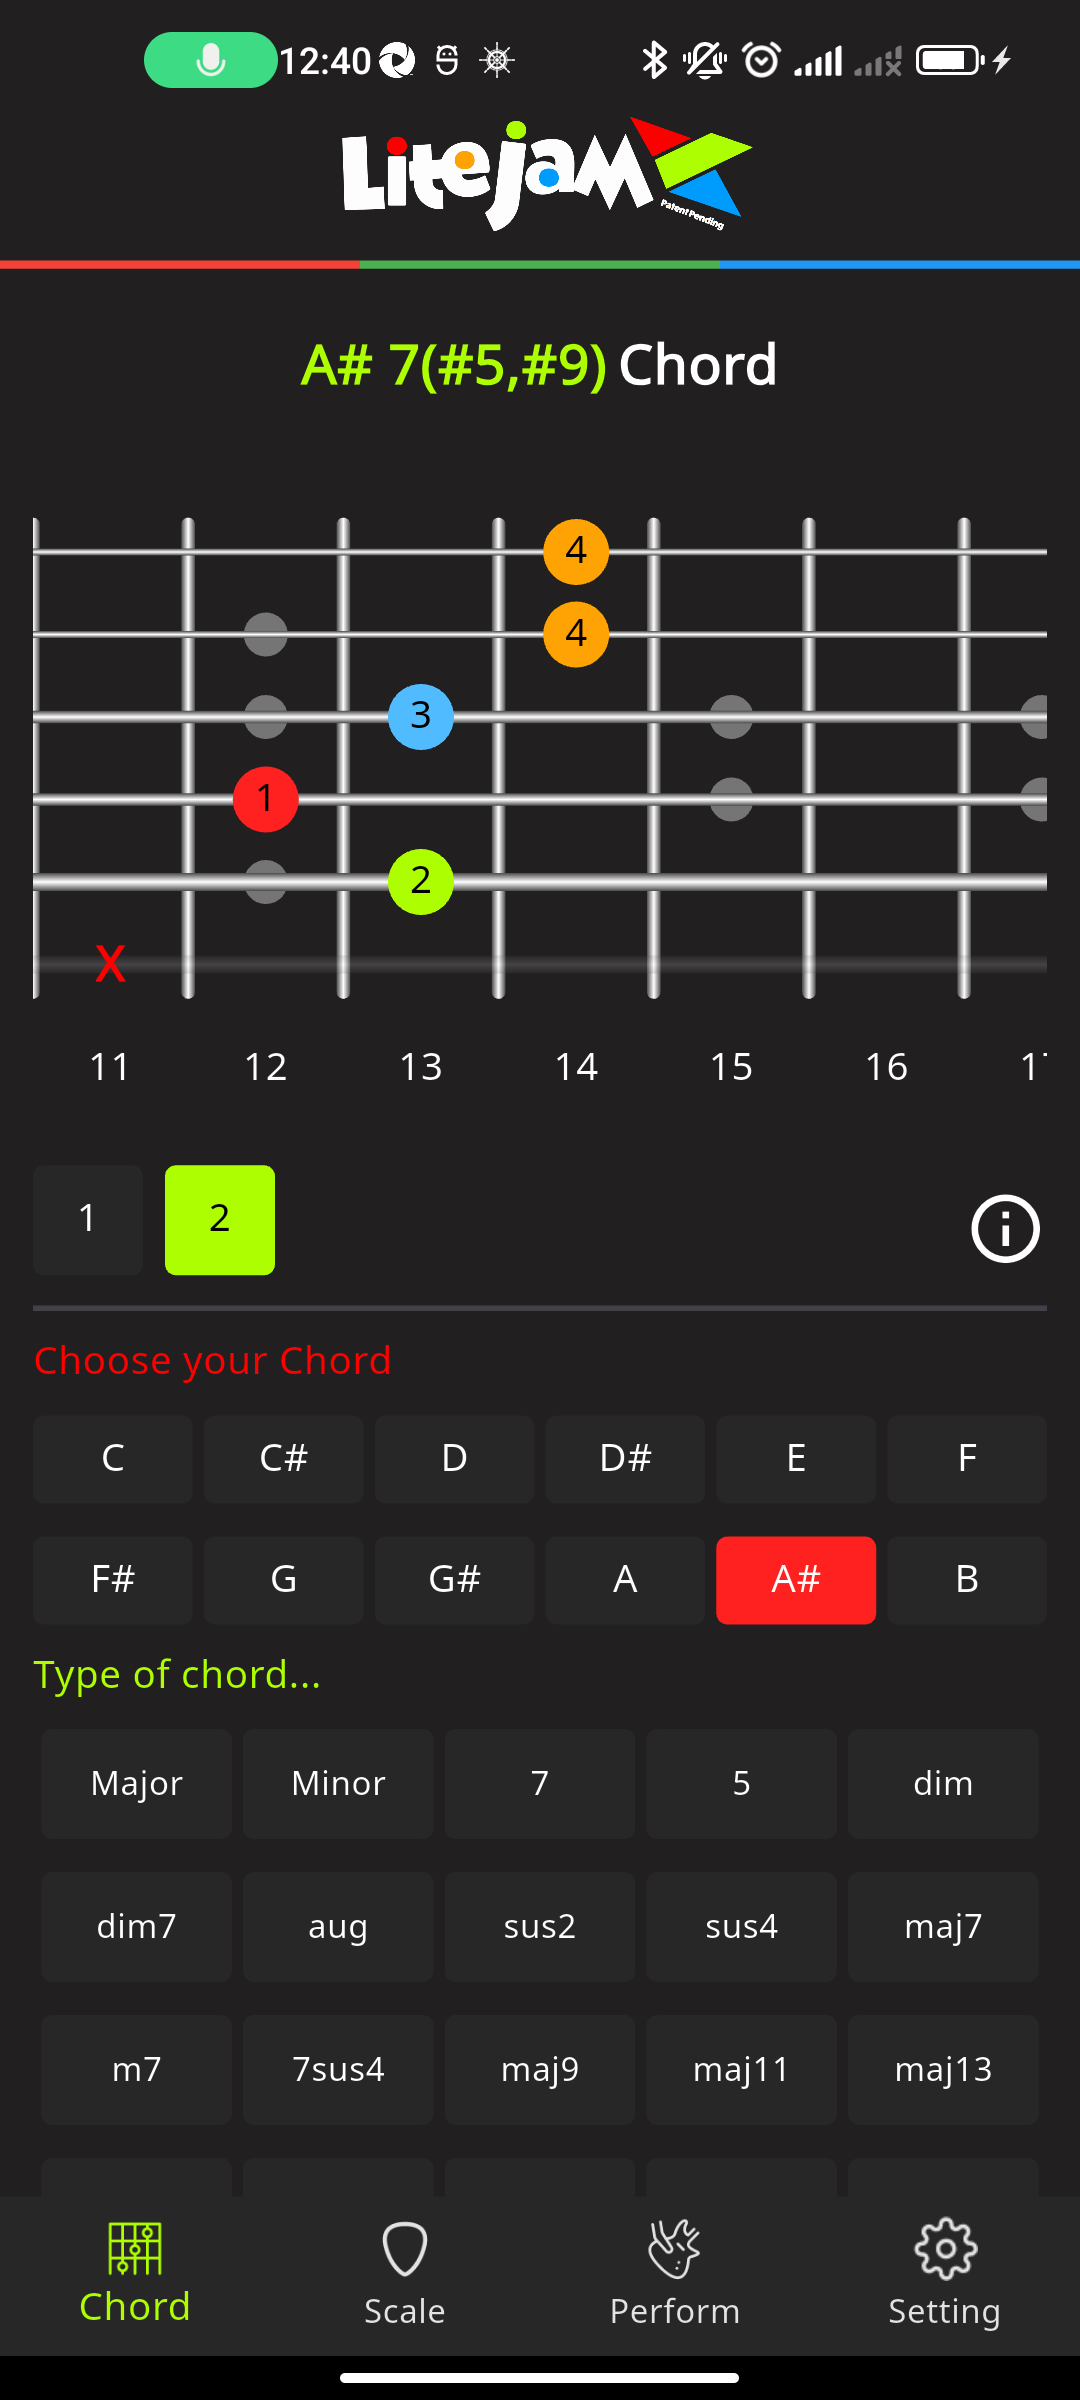 12:40
Litejam
Patent Pending
A# 7(#5,#9) Chord
4
4
3
1
2
X
11 12 13 14 15 16
1 2
Choose your Chord
C C# D D# E F
F# G G# A A# B
Type of chord...
Major Minor 7 5 dim
dim7 aug sus2 sus4 maj7
m7 7sus4 maj9 maj11 maj13
Chord Scale Perform Setting